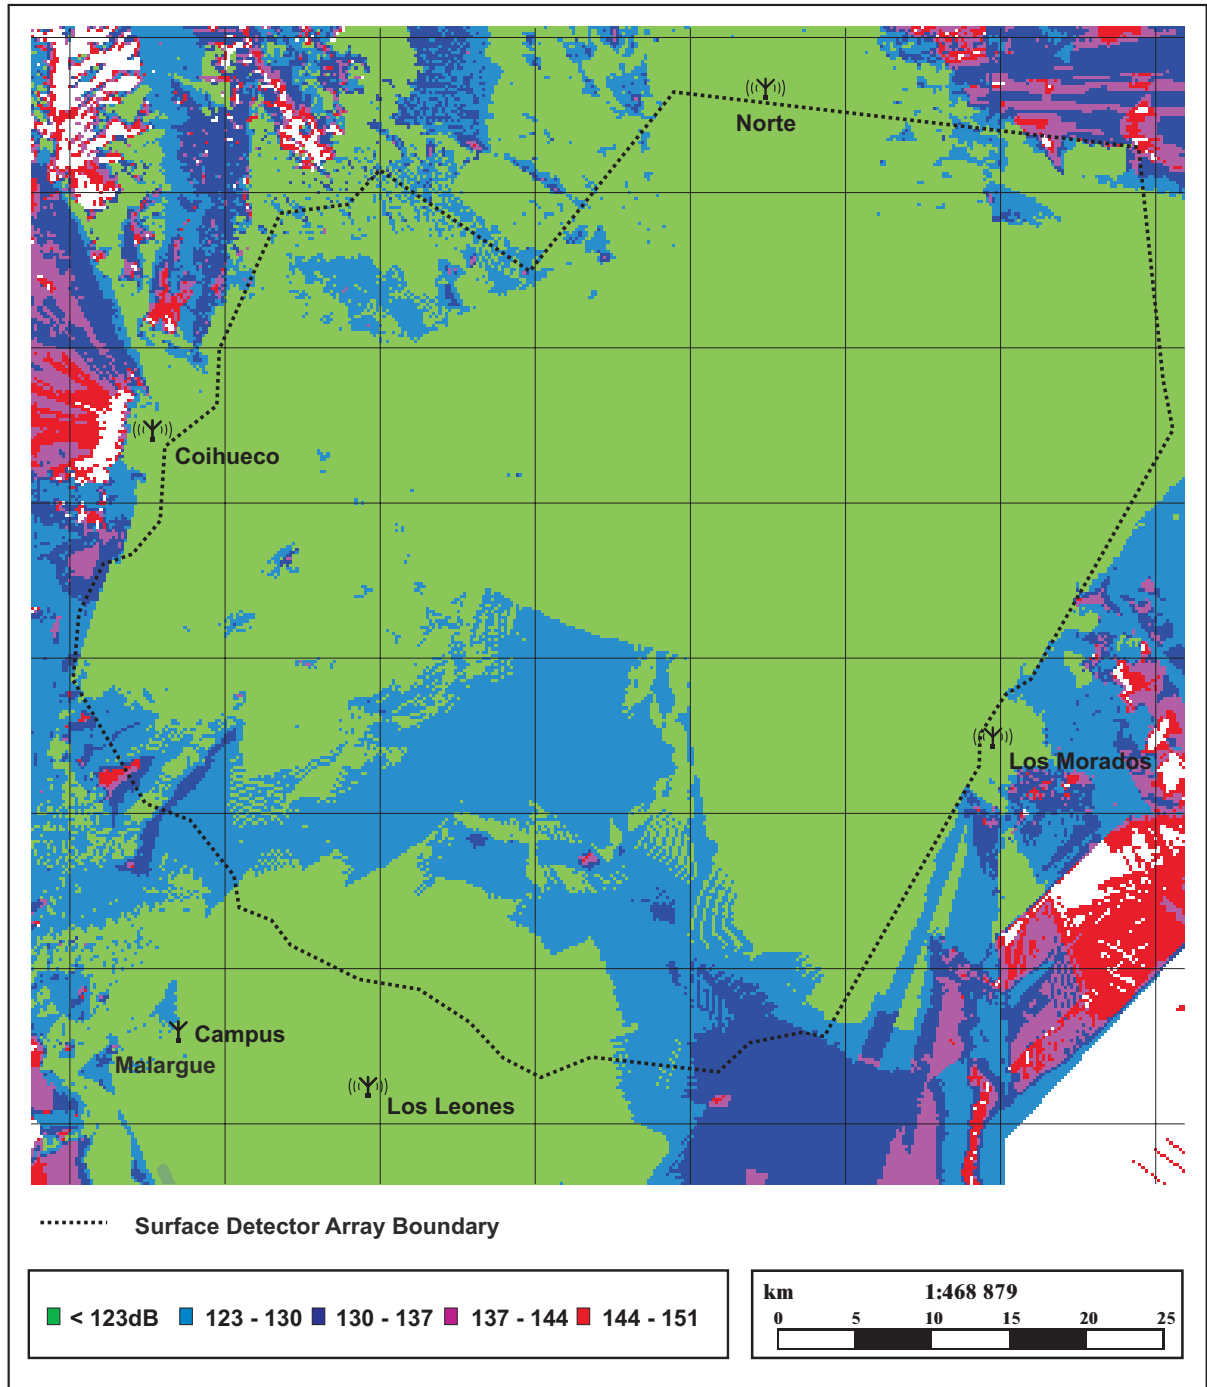 Norte
Coihueco
Los Morados
Campus
Malargue
Los Leones
Surface Detector Array Boundary
< 123dB 123 - 130 130 - 137 137 - 144 144 - 151
km 1:468 879
0 5 10 15 20 25